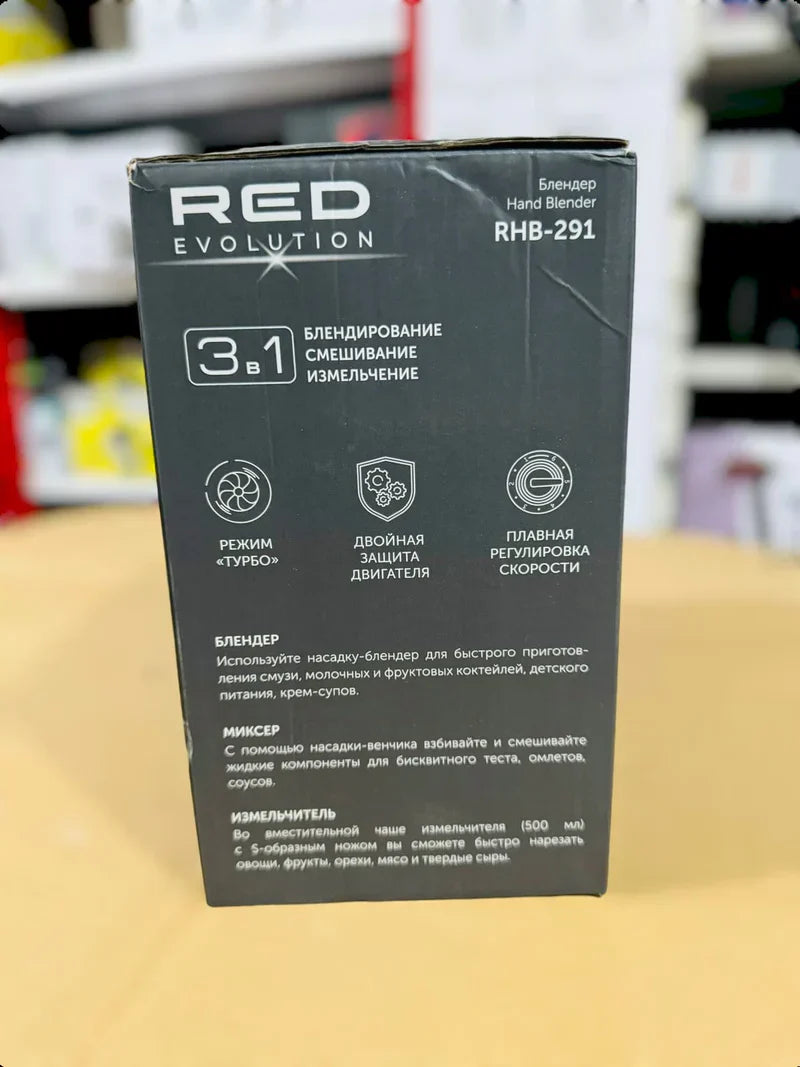 RED
EVOLUTION
Блендер
Hand Blender
RHB-291
3 в 1
БЛЕНДИРОВАНИЕ
СМЕШИВАНИЕ
ИЗМЕЛЬЧЕНИЕ
РЕЖИМ
«ТУРБО»
ДВОЙНАЯ
ЗАЩИТА
ДВИГАТЕЛЯ
ПЛАВНАЯ
РЕГУЛИРОВКА
СКОРОСТИ
БЛЕНДЕР
Используйте насадку-блендер для быстрого приготов-
ления смузи, молочных и фруктовых коктейлей, детского
питания, крем-супов.
МИКСЕР
С помощью насадки-венчика взбивайте и смешивайте
жидкие компоненты для бисквитного теста, омлетов,
соусов.
ИЗМЕЛЬЧИТЕЛЬ
Во вместительной чаше измельчителя (500 мл)
с S-образным ножом вы сможете быстро нарезать
овощи, фрукты, орехи, мясо и твердые сыры.